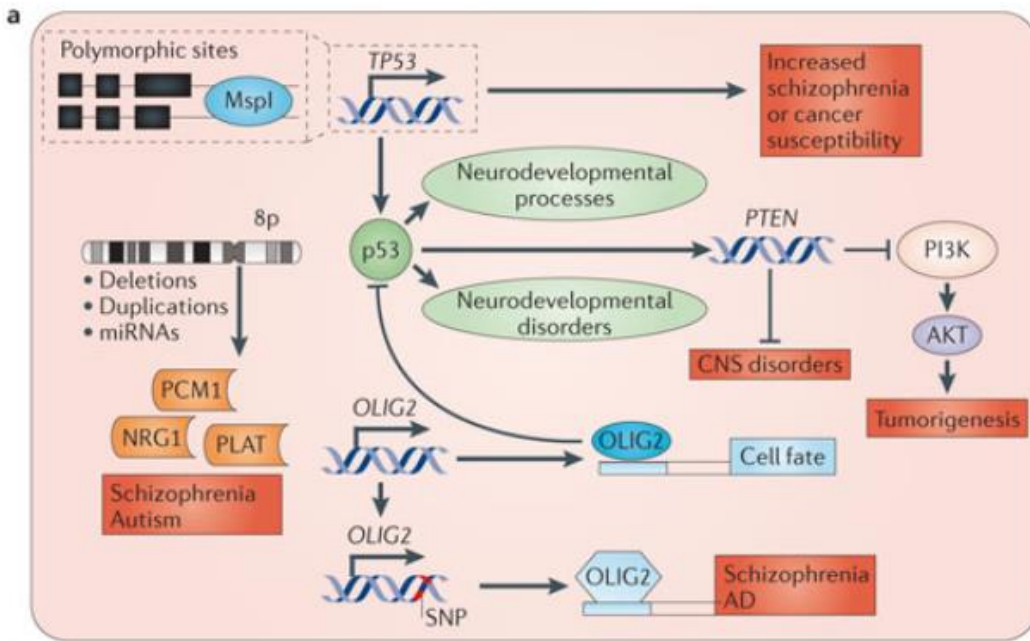 a
Polymorphic sites
MspI
TP53
Increased
schizophrenia
or cancer
susceptibility
Neurodevelopmental
processes
8p
p53
PTEN
PI3K
• Deletions
• Duplications
• miRNAs
Neurodevelopmental
disorders
AKT
CNS disorders
PCM1
NRG1
PLAT
OLIG2
OLIG2
Cell fate
Tumorigenesis
Schizophrenia
Autism
OLIG2
SNP
OLIG2
Schizophrenia
AD